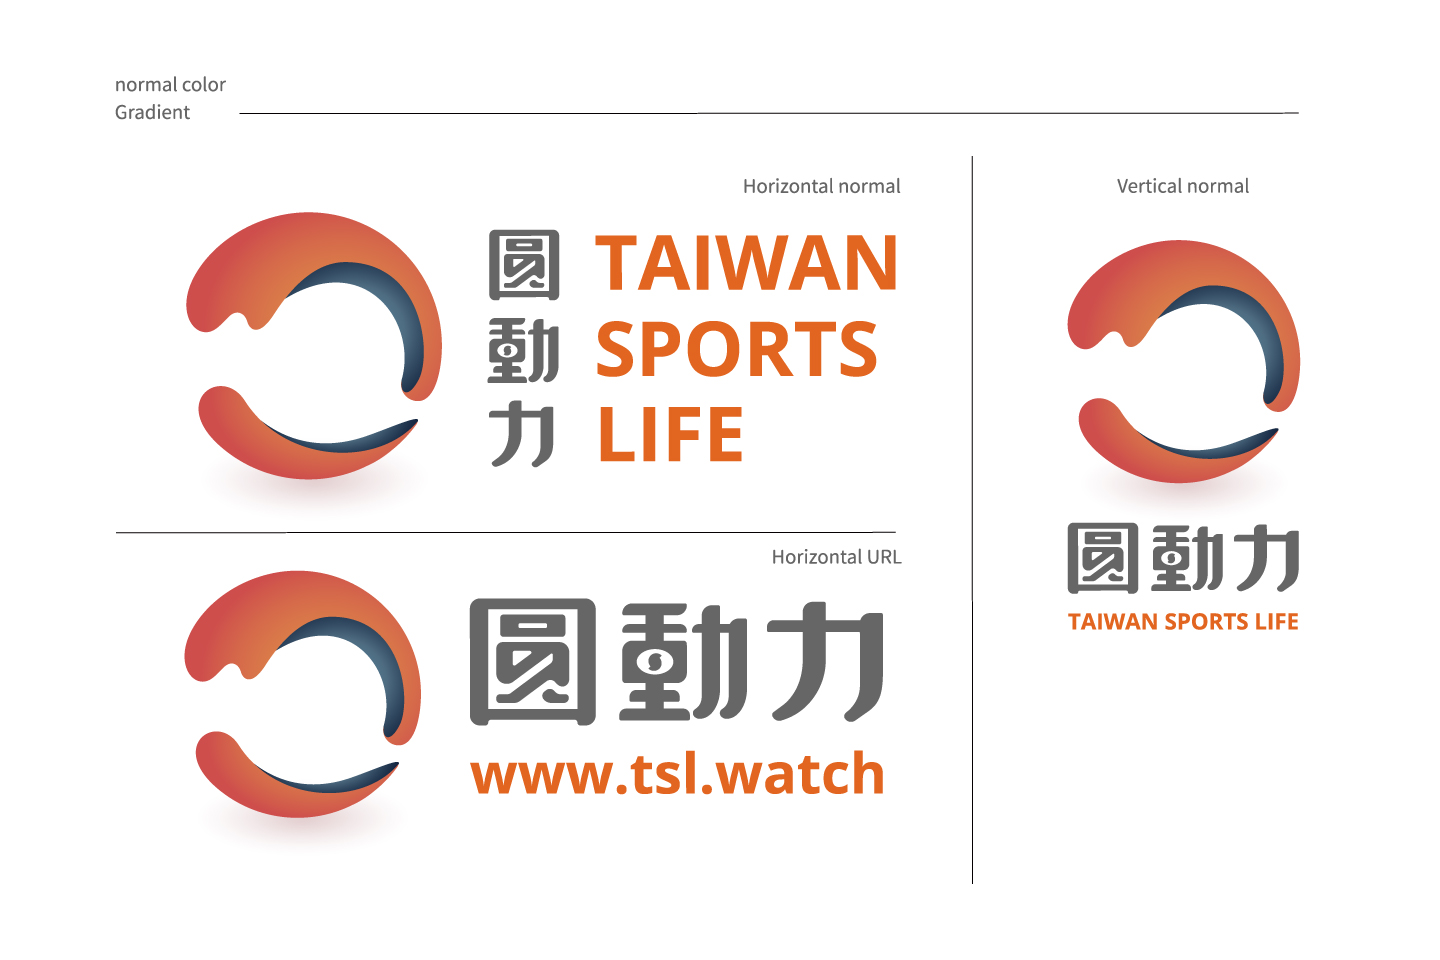 normal color
Gradient
Horizontal normal
圓動力
TAIWAN
SPORTS
LIFE
Horizontal URL
圓動力
www.tsl.watch
Vertical normal
圓動力
TAIWAN SPORTS LIFE